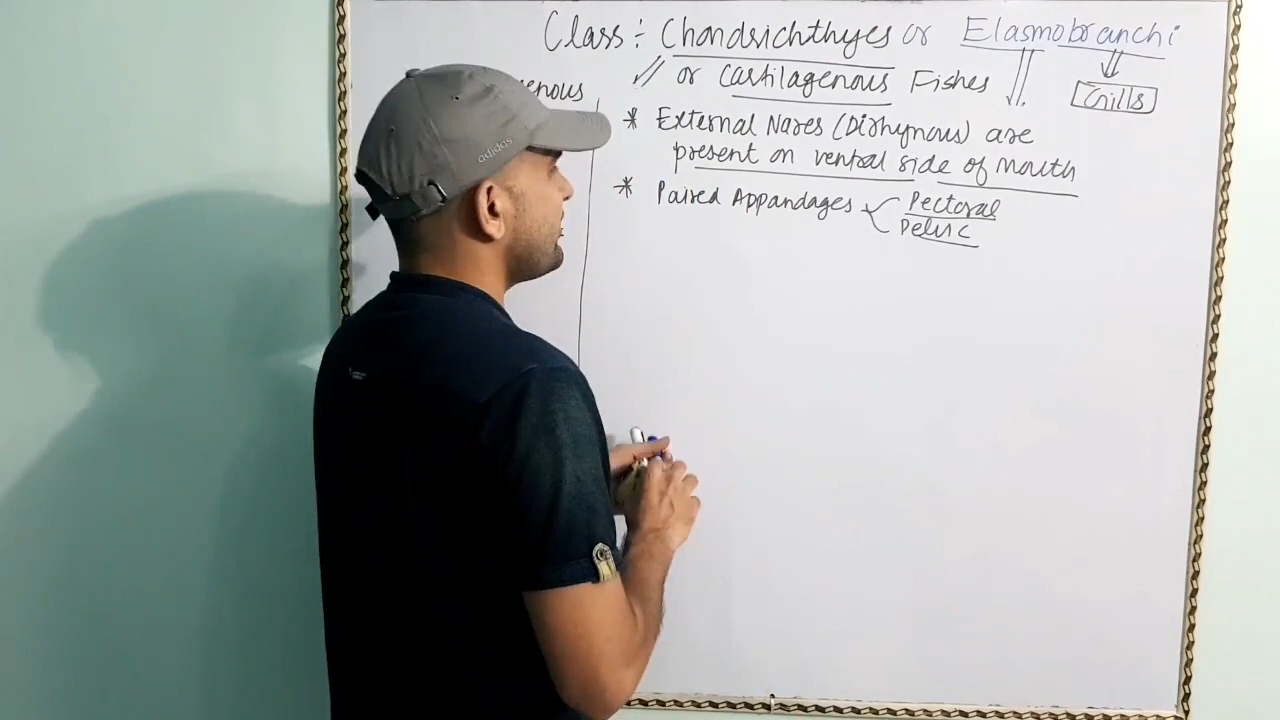 Class : Chondrichthyes or Elasmobranchi
or Cartilagenous Fishes
Gills
enous
* External Nares (Dirhynous) are
present on ventral side of Mouth
* Paired Appandages Pectoral
Pelvic
adidas